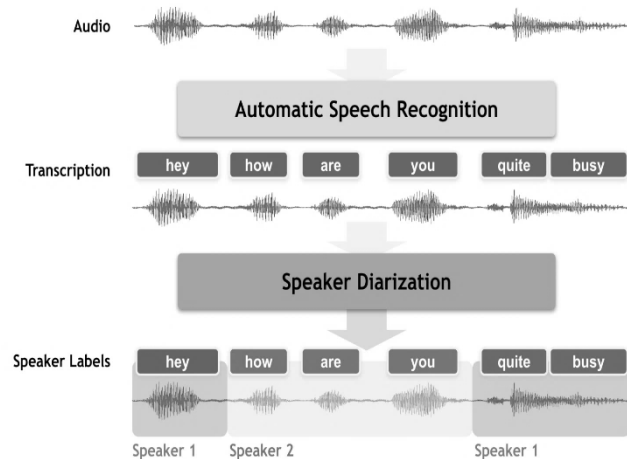 Audio
Automatic Speech Recognition
Transcription hey how are you quite busy
Speaker Diarization
Speaker Labels hey how are you quite busy
Speaker 1 Speaker 2 Speaker 1